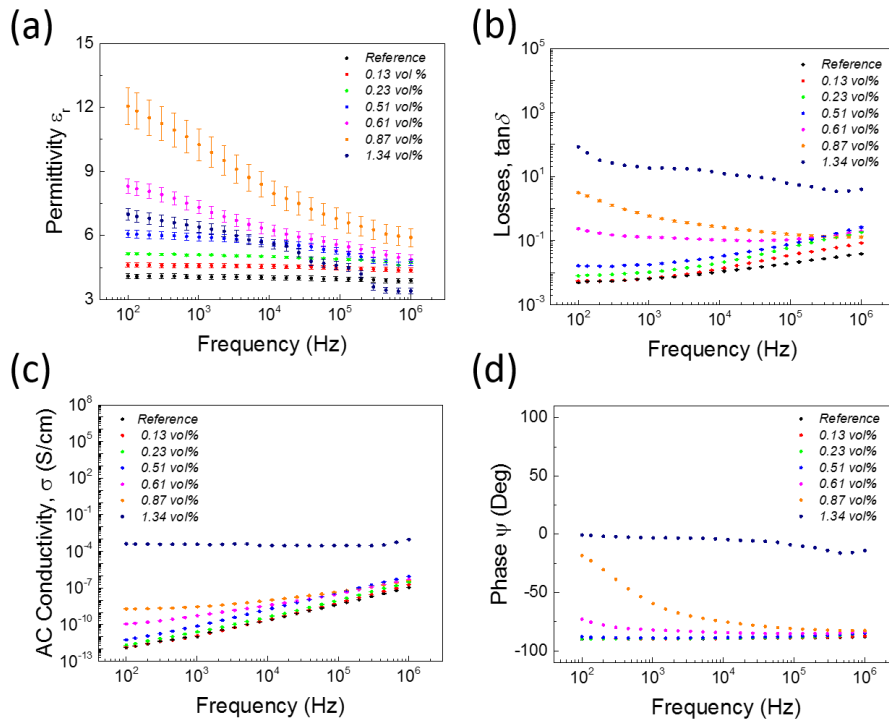 (a)
15
12
9
6
3
Permittivity εr
Reference
0.13 vol %
0.23 vol%
0.51 vol%
0.61 vol%
0.87 vol%
1.34 vol%
10² 10³ 10⁴ 10⁵ 10⁶
Frequency (Hz)
(b)
10⁵
10³
10¹
10⁻¹
10⁻³
Losses, tanδ
Reference
0.13 vol%
0.23 vol%
0.51 vol%
0.61 vol%
0.87 vol%
1.34 vol%
10² 10³ 10⁴ 10⁵ 10⁶
Frequency (Hz)
(c)
10⁸
10⁵
10²
10⁻¹
10⁻⁴
10⁻⁷
10⁻¹⁰
10⁻¹³
AC Conductivity, σ (S/cm)
Reference
0.13 vol%
0.23 vol%
0.51 vol%
0.61 vol%
0.87 vol%
1.34 vol%
10² 10³ 10⁴ 10⁵ 10⁶
Frequency (Hz)
(d)
100
50
0
-50
-100
Phase ψ (Deg)
Reference
0.13 vol%
0.23 vol%
0.51 vol%
0.61 vol%
0.87 vol%
1.34 vol%
10² 10³ 10⁴ 10⁵ 10⁶
Frequency (Hz)